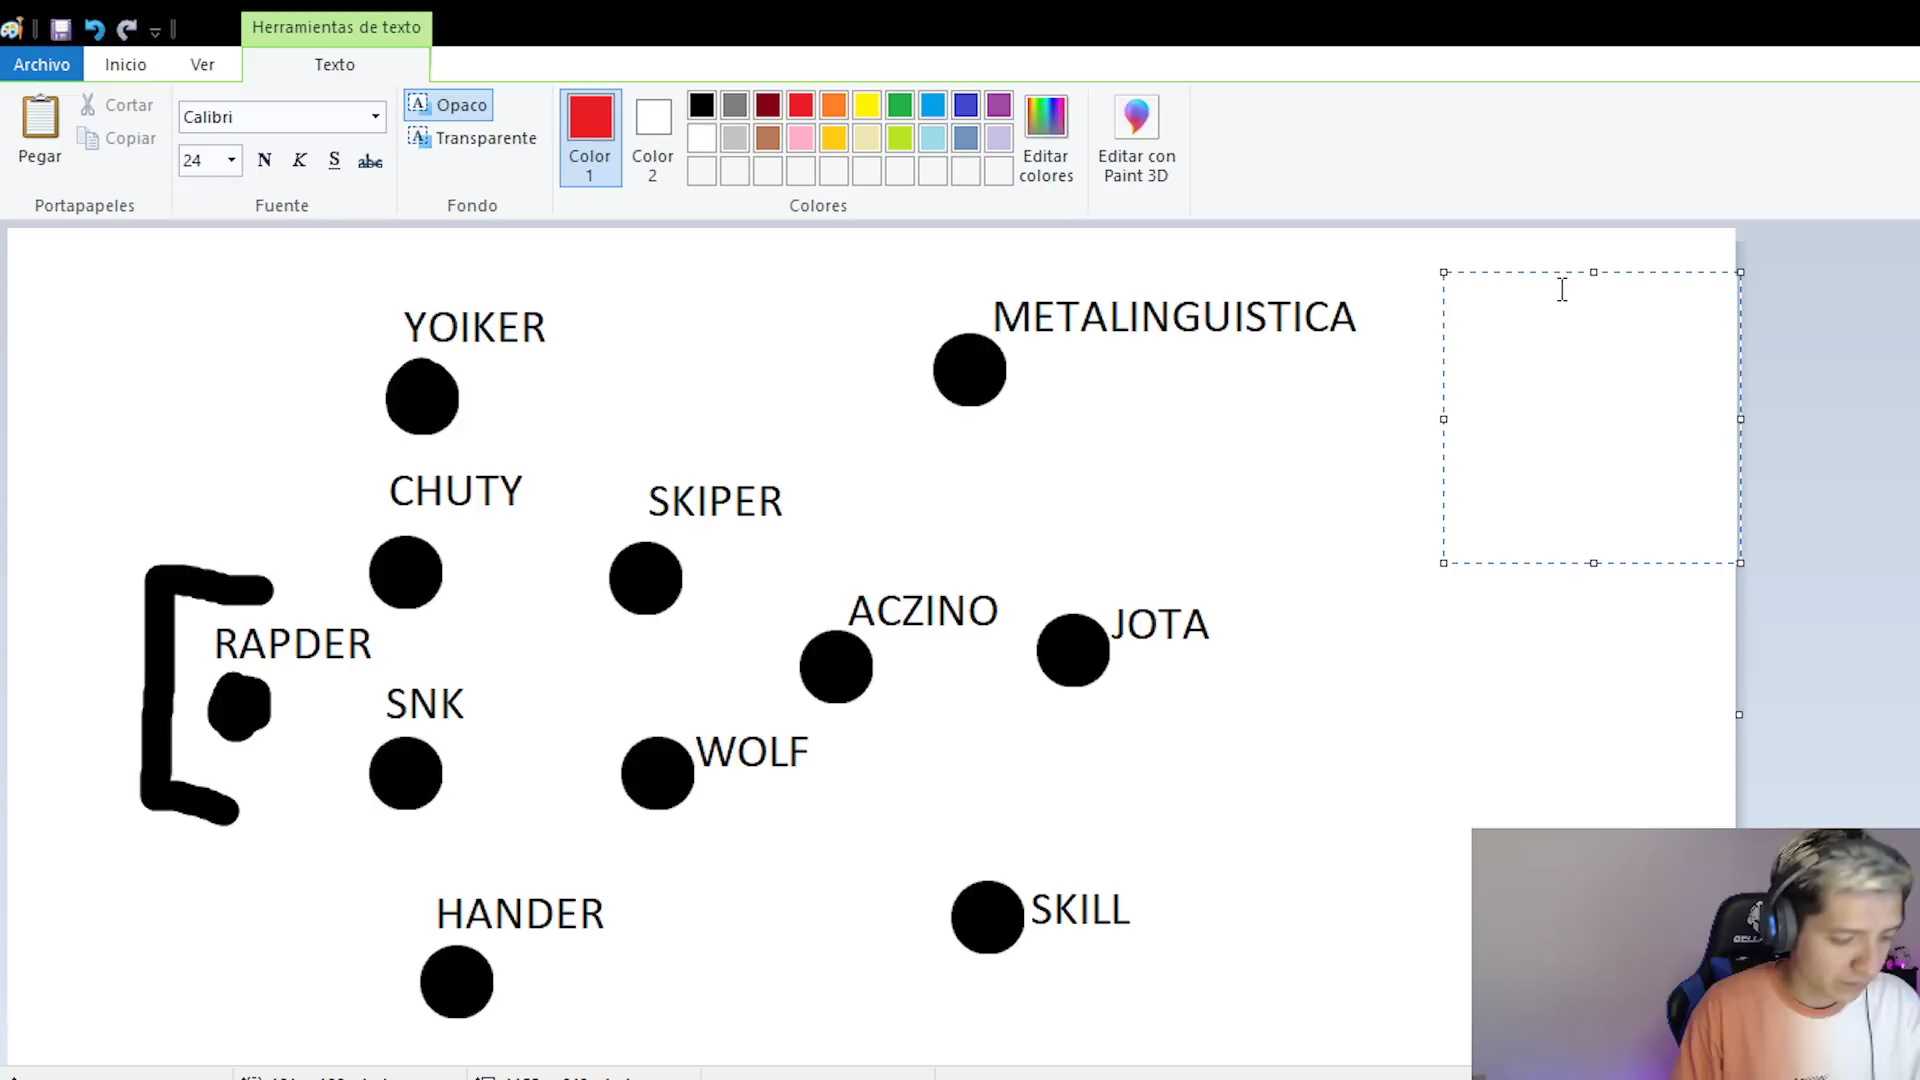 Herramientas de texto
Archivo Inicio Ver Texto
Pegar Cortar Copiar
Calibri
24 N K S abc
Opaco
Transparente
Color 1 Color 2
Editar colores
Editar con Paint 3D
Portapapeles Fuente Fondo Colores
YOIKER
METALINGUISTICA
CHUTY
SKIPER
ACZINO
JOTA
RAPDER
SNK
WOLF
HANDER
SKILL